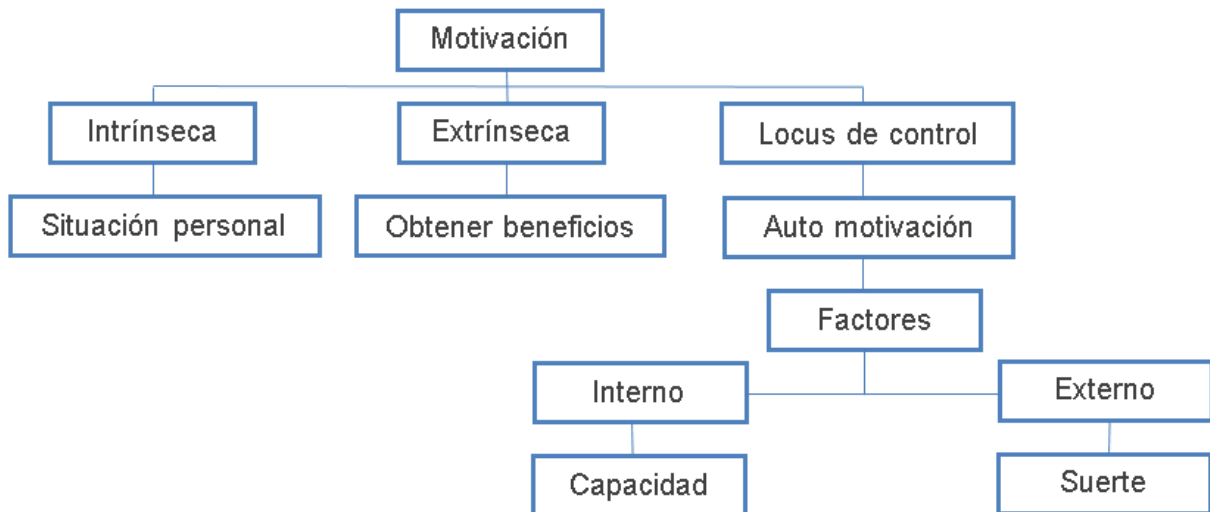 Motivación
Intrínseca
Extrínseca
Locus de control
Situación personal
Obtener beneficios
Auto motivación
Factores
Interno
Externo
Capacidad
Suerte